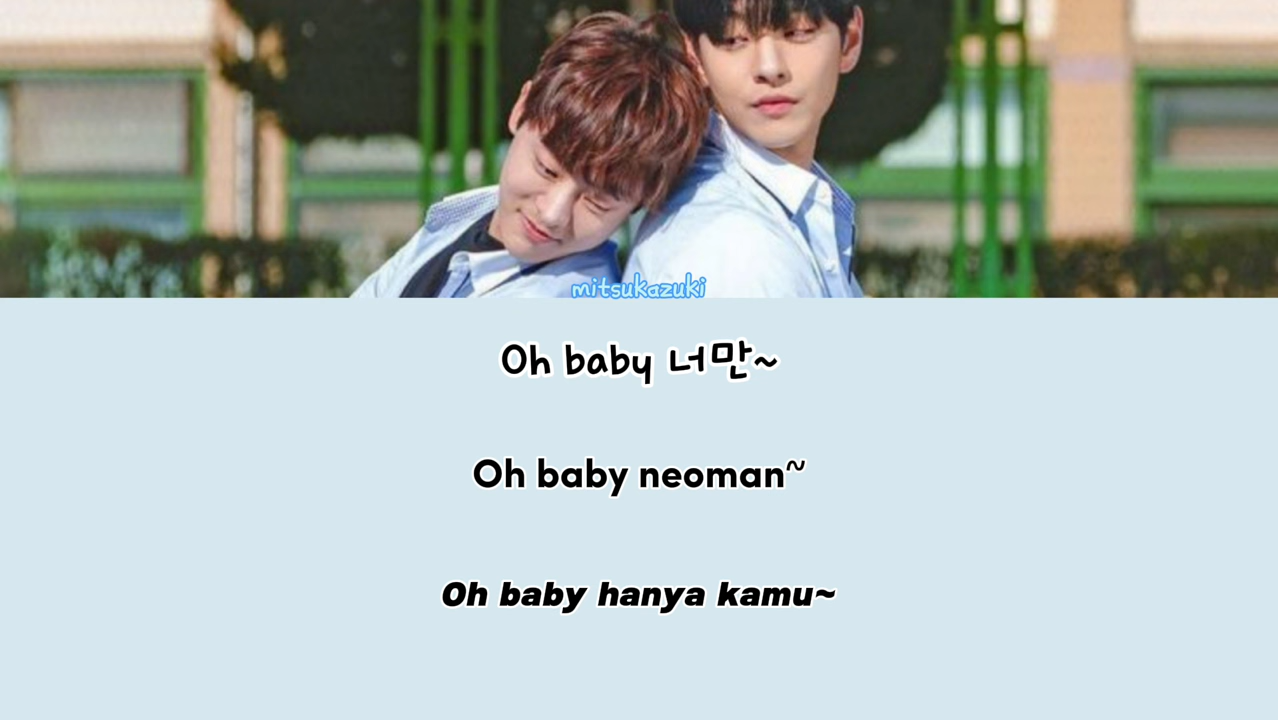 mitsukazuki
Oh baby 너만~
Oh baby neoman~
Oh baby hanya kamu~